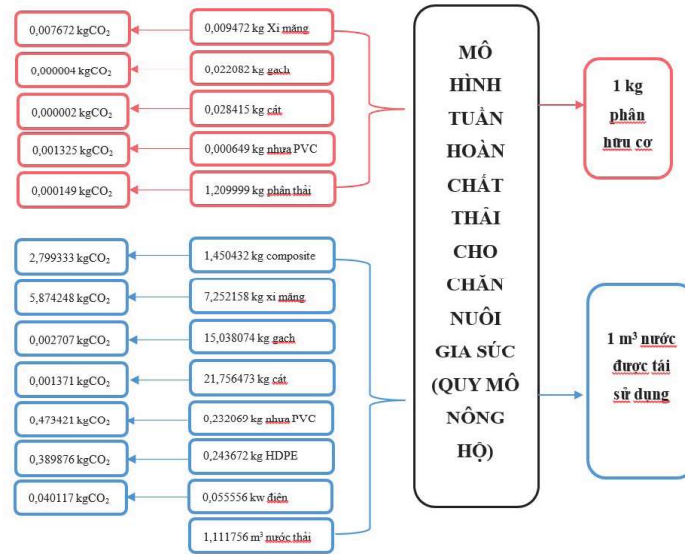 0,007672 kgCO₂
0,009472 kg Xi măng
0,000004 kgCO₂
0,022082 kg gạch
0,000002 kgCO₂
0,028415 kg cát
0,001325 kgCO₂
0,000649 kg nhựa PVC
0,000149 kgCO₂
1,209999 kg phân thải
2,799333 kgCO₂
1,450432 kg composite
5,874248 kgCO₂
7,252158 kg xi măng
0,002707 kgCO₂
15,038074 kg gạch
0,001371 kgCO₂
21,756473 kg cát
0,473421 kgCO₂
0,232069 kg nhựa PVC
0,389876 kgCO₂
0,243672 kg HDPE
0,040117 kgCO₂
0,055556 kw điện
1,111756 m³ nước thải
MÔ
HÌNH
TUẦN
HOÀN
CHẤT
THẢI
CHO
CHĂN
NUÔI
GIA SÚC
(QUY MÔ
NÔNG
HỘ)
1 kg
phân
hữu cơ
1 m³ nước
được tái
sử dụng